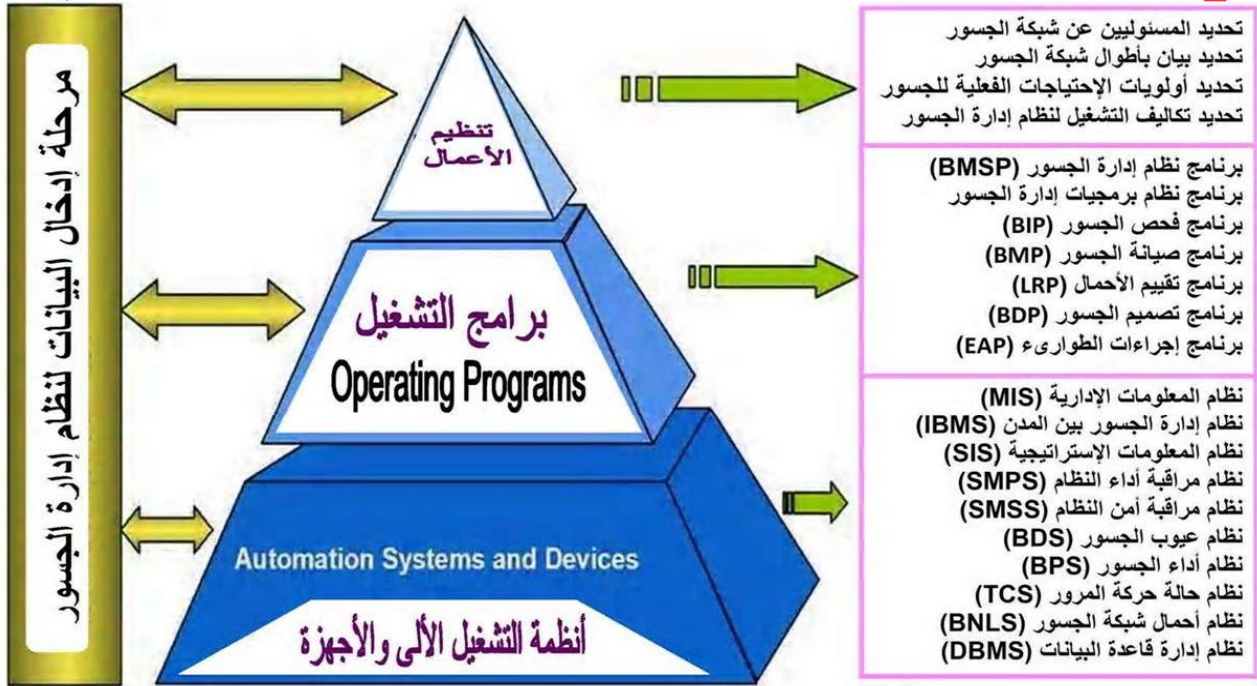 مرحلة إدخال البيانات لنظام إدارة الجسور
تنظيم
الأعمال
برامج التشغيل
Operating Programs
Automation Systems and Devices
أنظمة التشغيل الألى والأجهزة
تحديد المسئوليين عن شبكة الجسور
تحديد بيان بأطوال شبكة الجسور
تحديد أولويات الإحتياجات الفعلية للجسور
تحديد تكاليف التشغيل لنظام إدارة الجسور
برنامج نظام إدارة الجسور (BMSP)
برنامج نظام برمجيات إدارة الجسور
برنامج فحص الجسور (BIP)
برنامج صيانة الجسور (BMP)
برنامج تقييم الأحمال (LRP)
برنامج تصميم الجسور (BDP)
برنامج إجراءات الطوارىء (EAP)
نظام المعلومات الإدارية (MIS)
نظام إدارة الجسور بين المدن (IBMS)
نظام المعلومات الإستراتيجية (SIS)
نظام مراقبة أداء النظام (SMPS)
نظام مراقبة أمن النظام (SMSS)
نظام عيوب الجسور (BDS)
نظام أداء الجسور (BPS)
نظام حالة حركة المرور (TCS)
نظام أحمال شبكة الجسور (BNLS)
نظام إدارة قاعدة البيانات (DBMS)